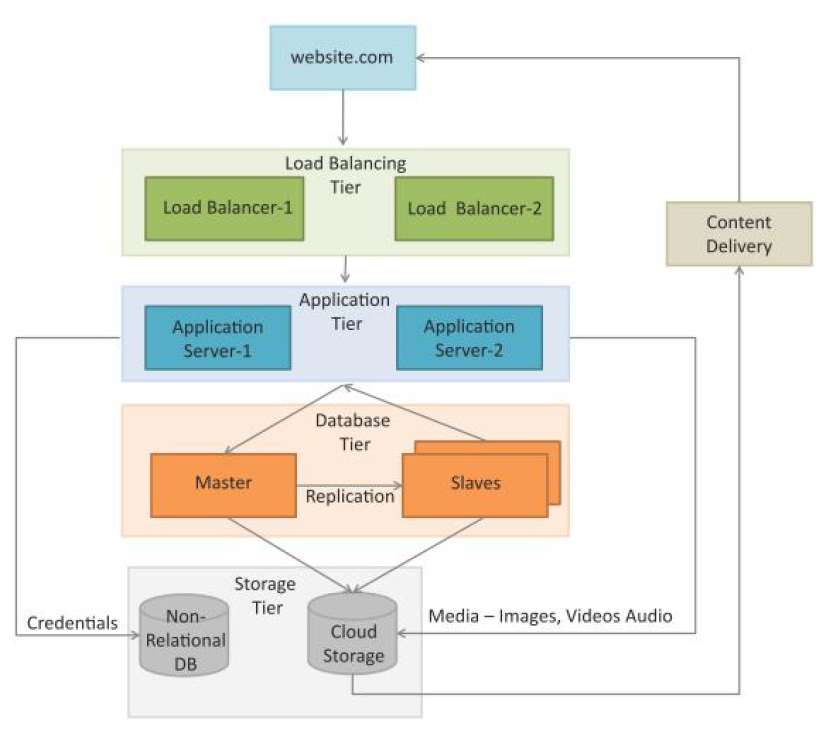 website.com
Load Balancing
Tier
Load Balancer-1
Load Balancer-2
Content
Delivery
Application
Tier
Application
Server-1
Application
Server-2
Database
Tier
Master
Replication
Slaves
Storage
Tier
Credentials
Non-
Relational
DB
Cloud
Storage
Media – Images, Videos Audio